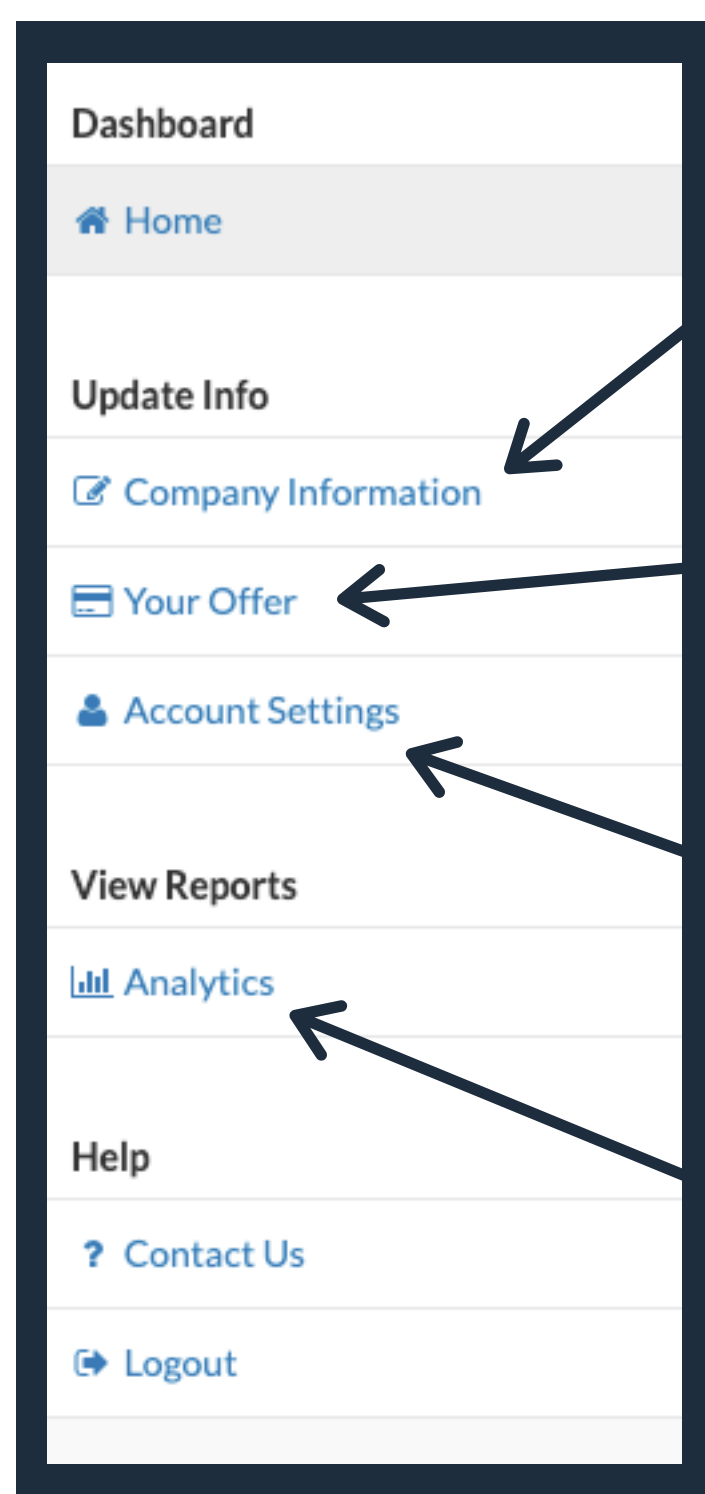 Dashboard
Home
Update Info
Company Information
Your Offer
Account Settings
View Reports
Analytics
Help
? Contact Us
Logout